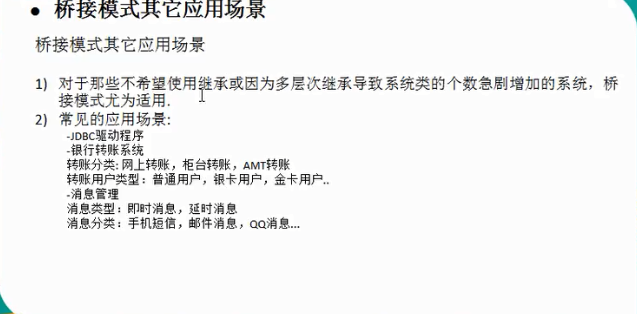 ● 桥接模式其它应用场景
桥接模式其它应用场景
1) 对于那些不希望使用继承或因为多层次继承导致系统类的个数急剧增加的系统，桥
接模式尤为适用.
2) 常见的应用场景:
-JDBC驱动程序
-银行转账系统
转账分类: 网上转账，柜台转账，AMT转账
转账用户类型：普通用户，银卡用户，金卡用户..
-消息管理
消息类型：即时消息，延时消息
消息分类：手机短信，邮件消息，QQ消息...